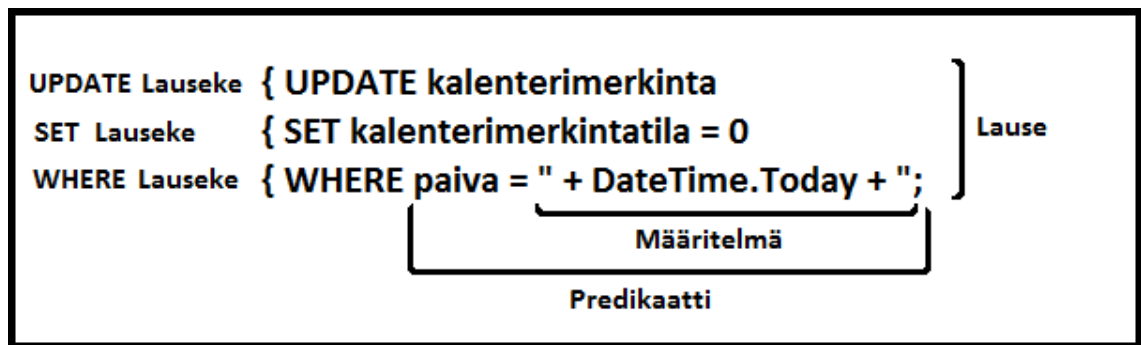 UPDATE Lauseke { UPDATE kalenterimerkinta
SET Lauseke { SET kalenterimerkintatila = 0
Lause
WHERE Lauseke { WHERE paiva = " + DateTime.Today + ";
Määritelmä
Predikaatti